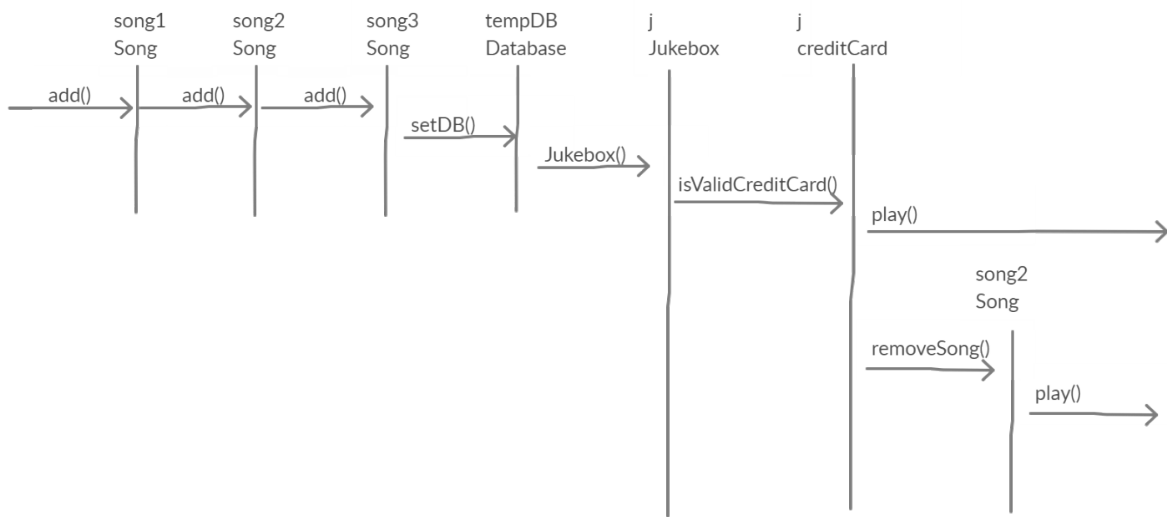 song1
Song
song2
Song
song3
Song
tempDB
Database
j
Jukebox
j
creditCard
add()
add()
add()
setDB()
Jukebox()
isValidCreditCard()
play()
song2
Song
removeSong()
play()